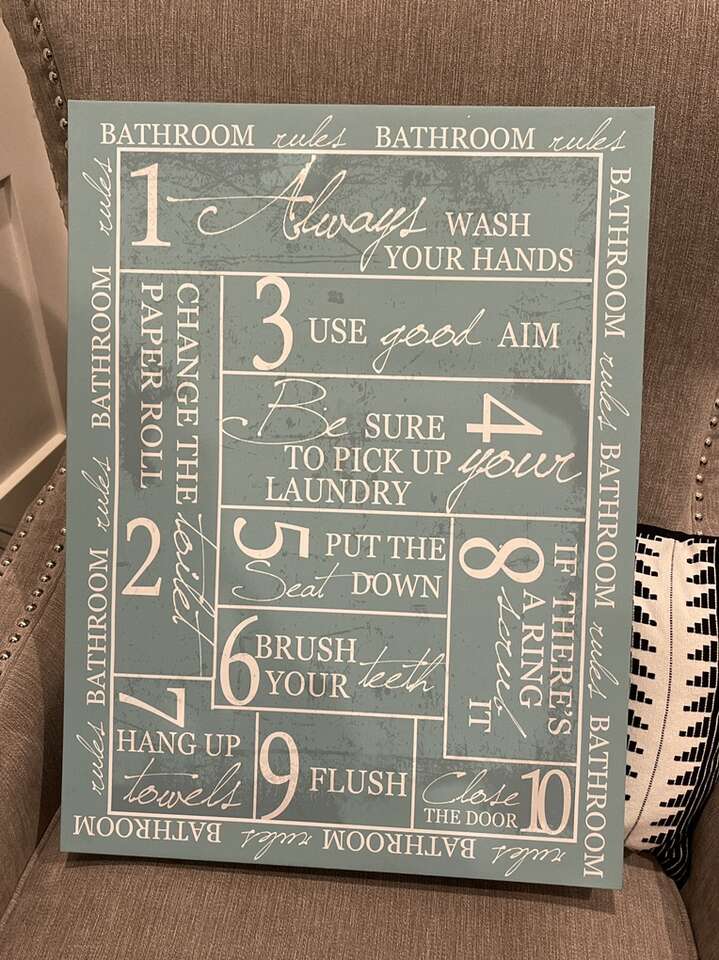 BATHROOM rules BATHROOM rules
BATHROOM rules BATHROOM rules BATHROOM
BATHROOM rules BATHROOM rules
rules BATHROOM rules BATHROOM rules
1 Always WASH
YOUR HANDS
2 CHANGE THE toilet
PAPER ROLL
3 USE good AIM
4 Be SURE
TO PICK UP your
LAUNDRY
5 PUT THE
Seat DOWN
6 BRUSH
YOUR teeth
7
HANG UP
towels
8 IF THERE'S
A RING
scrub
IT
9 FLUSH
Close 10
THE DOOR